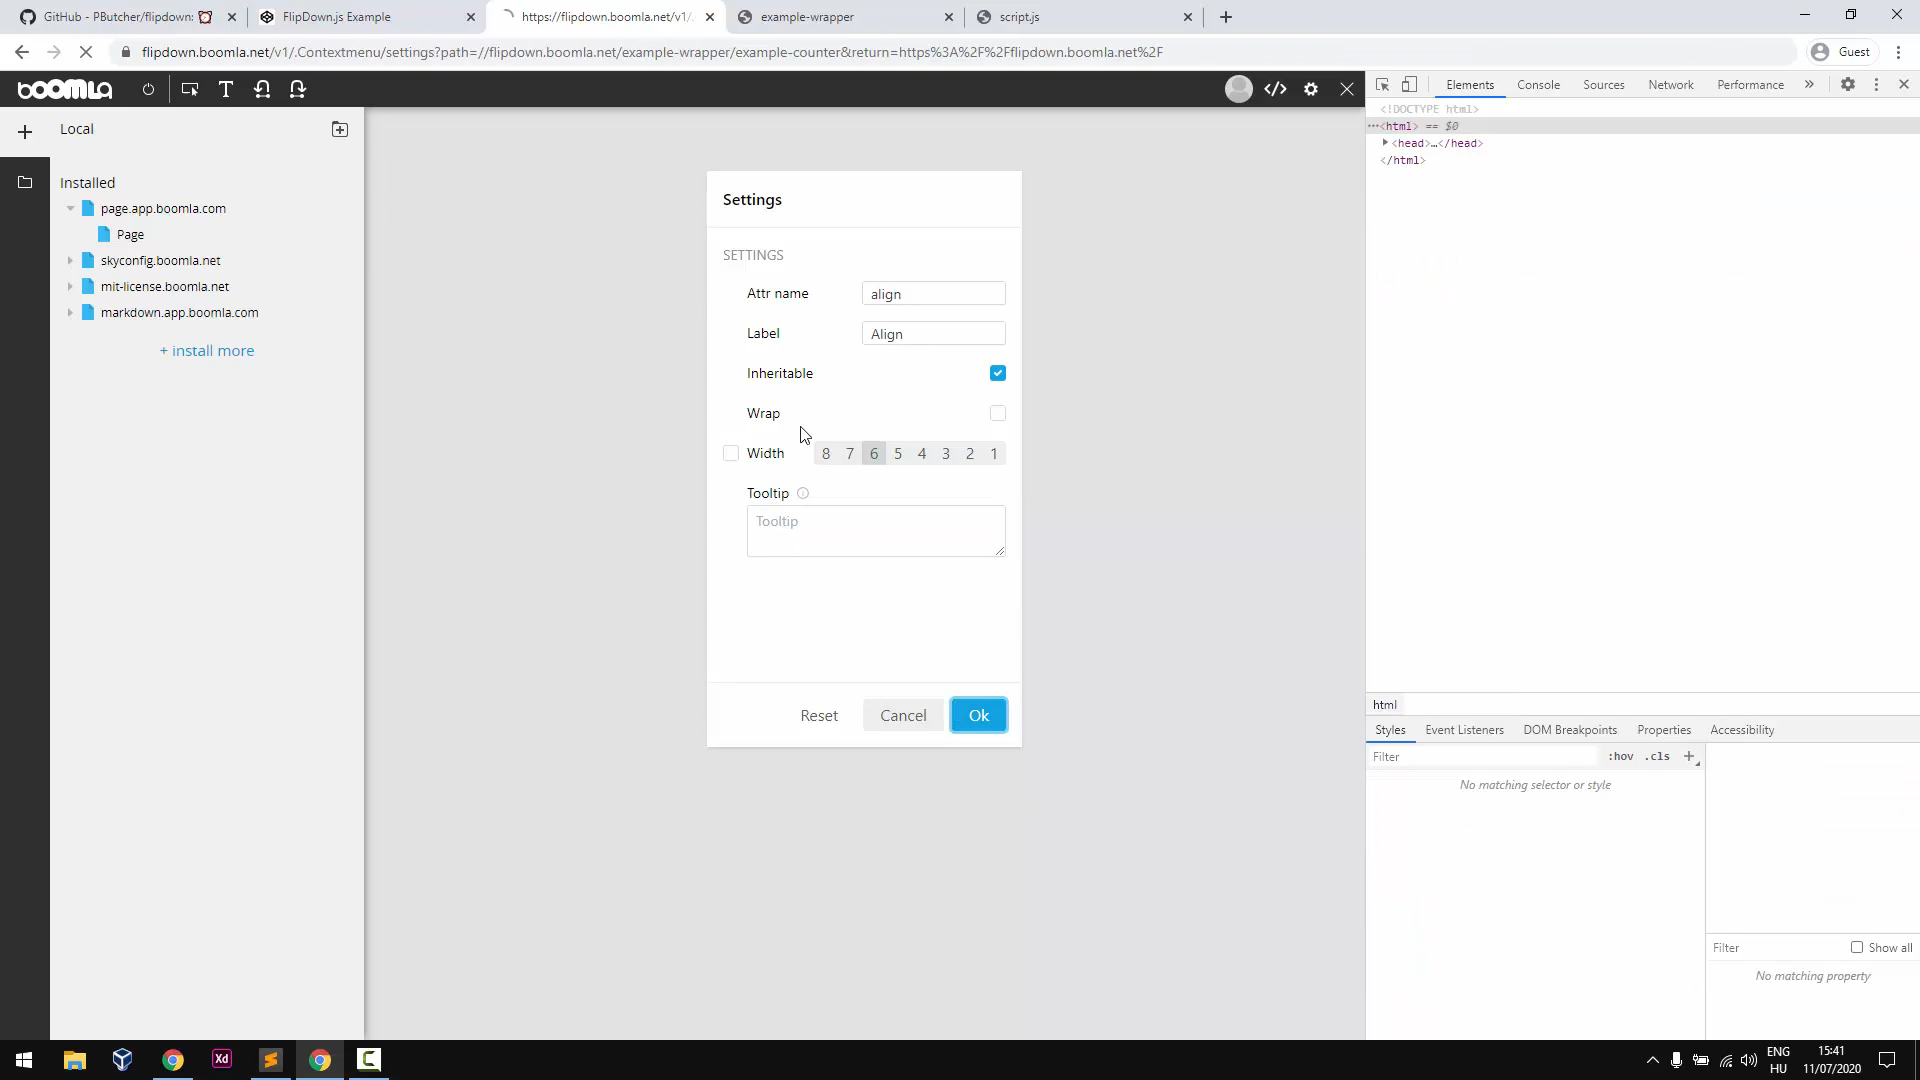 GitHub - PButcher/flipdown:
FlipDown.js Example
https://flipdown.boomla.net/v1/.
example-wrapper
script.js
flipdown.boomla.net/v1/.Contextmenu/settings?path=//flipdown.boomla.net/example-wrapper/example-counter&return=https%3A%2F%2Fflipdown.boomla.net%2F
Guest
boomla
T
Elements
Console
Sources
Network
Performance
<!DOCTYPE html>
<html> == $0
<head>…</head>
</html>
Local
Installed
page.app.boomla.com
Page
skyconfig.boomla.net
mit-license.boomla.net
markdown.app.boomla.com
+ install more
Settings
SETTINGS
Attr name
align
Label
Align
Inheritable
Wrap
Width
8 7 6 5 4 3 2 1
Tooltip
Tooltip
Reset
Cancel
Ok
html
Styles
Event Listeners
DOM Breakpoints
Properties
Accessibility
Filter
:hov
.cls
No matching selector or style
Filter
Show all
No matching property
Xd
ENG
HU
15:41
11/07/2020